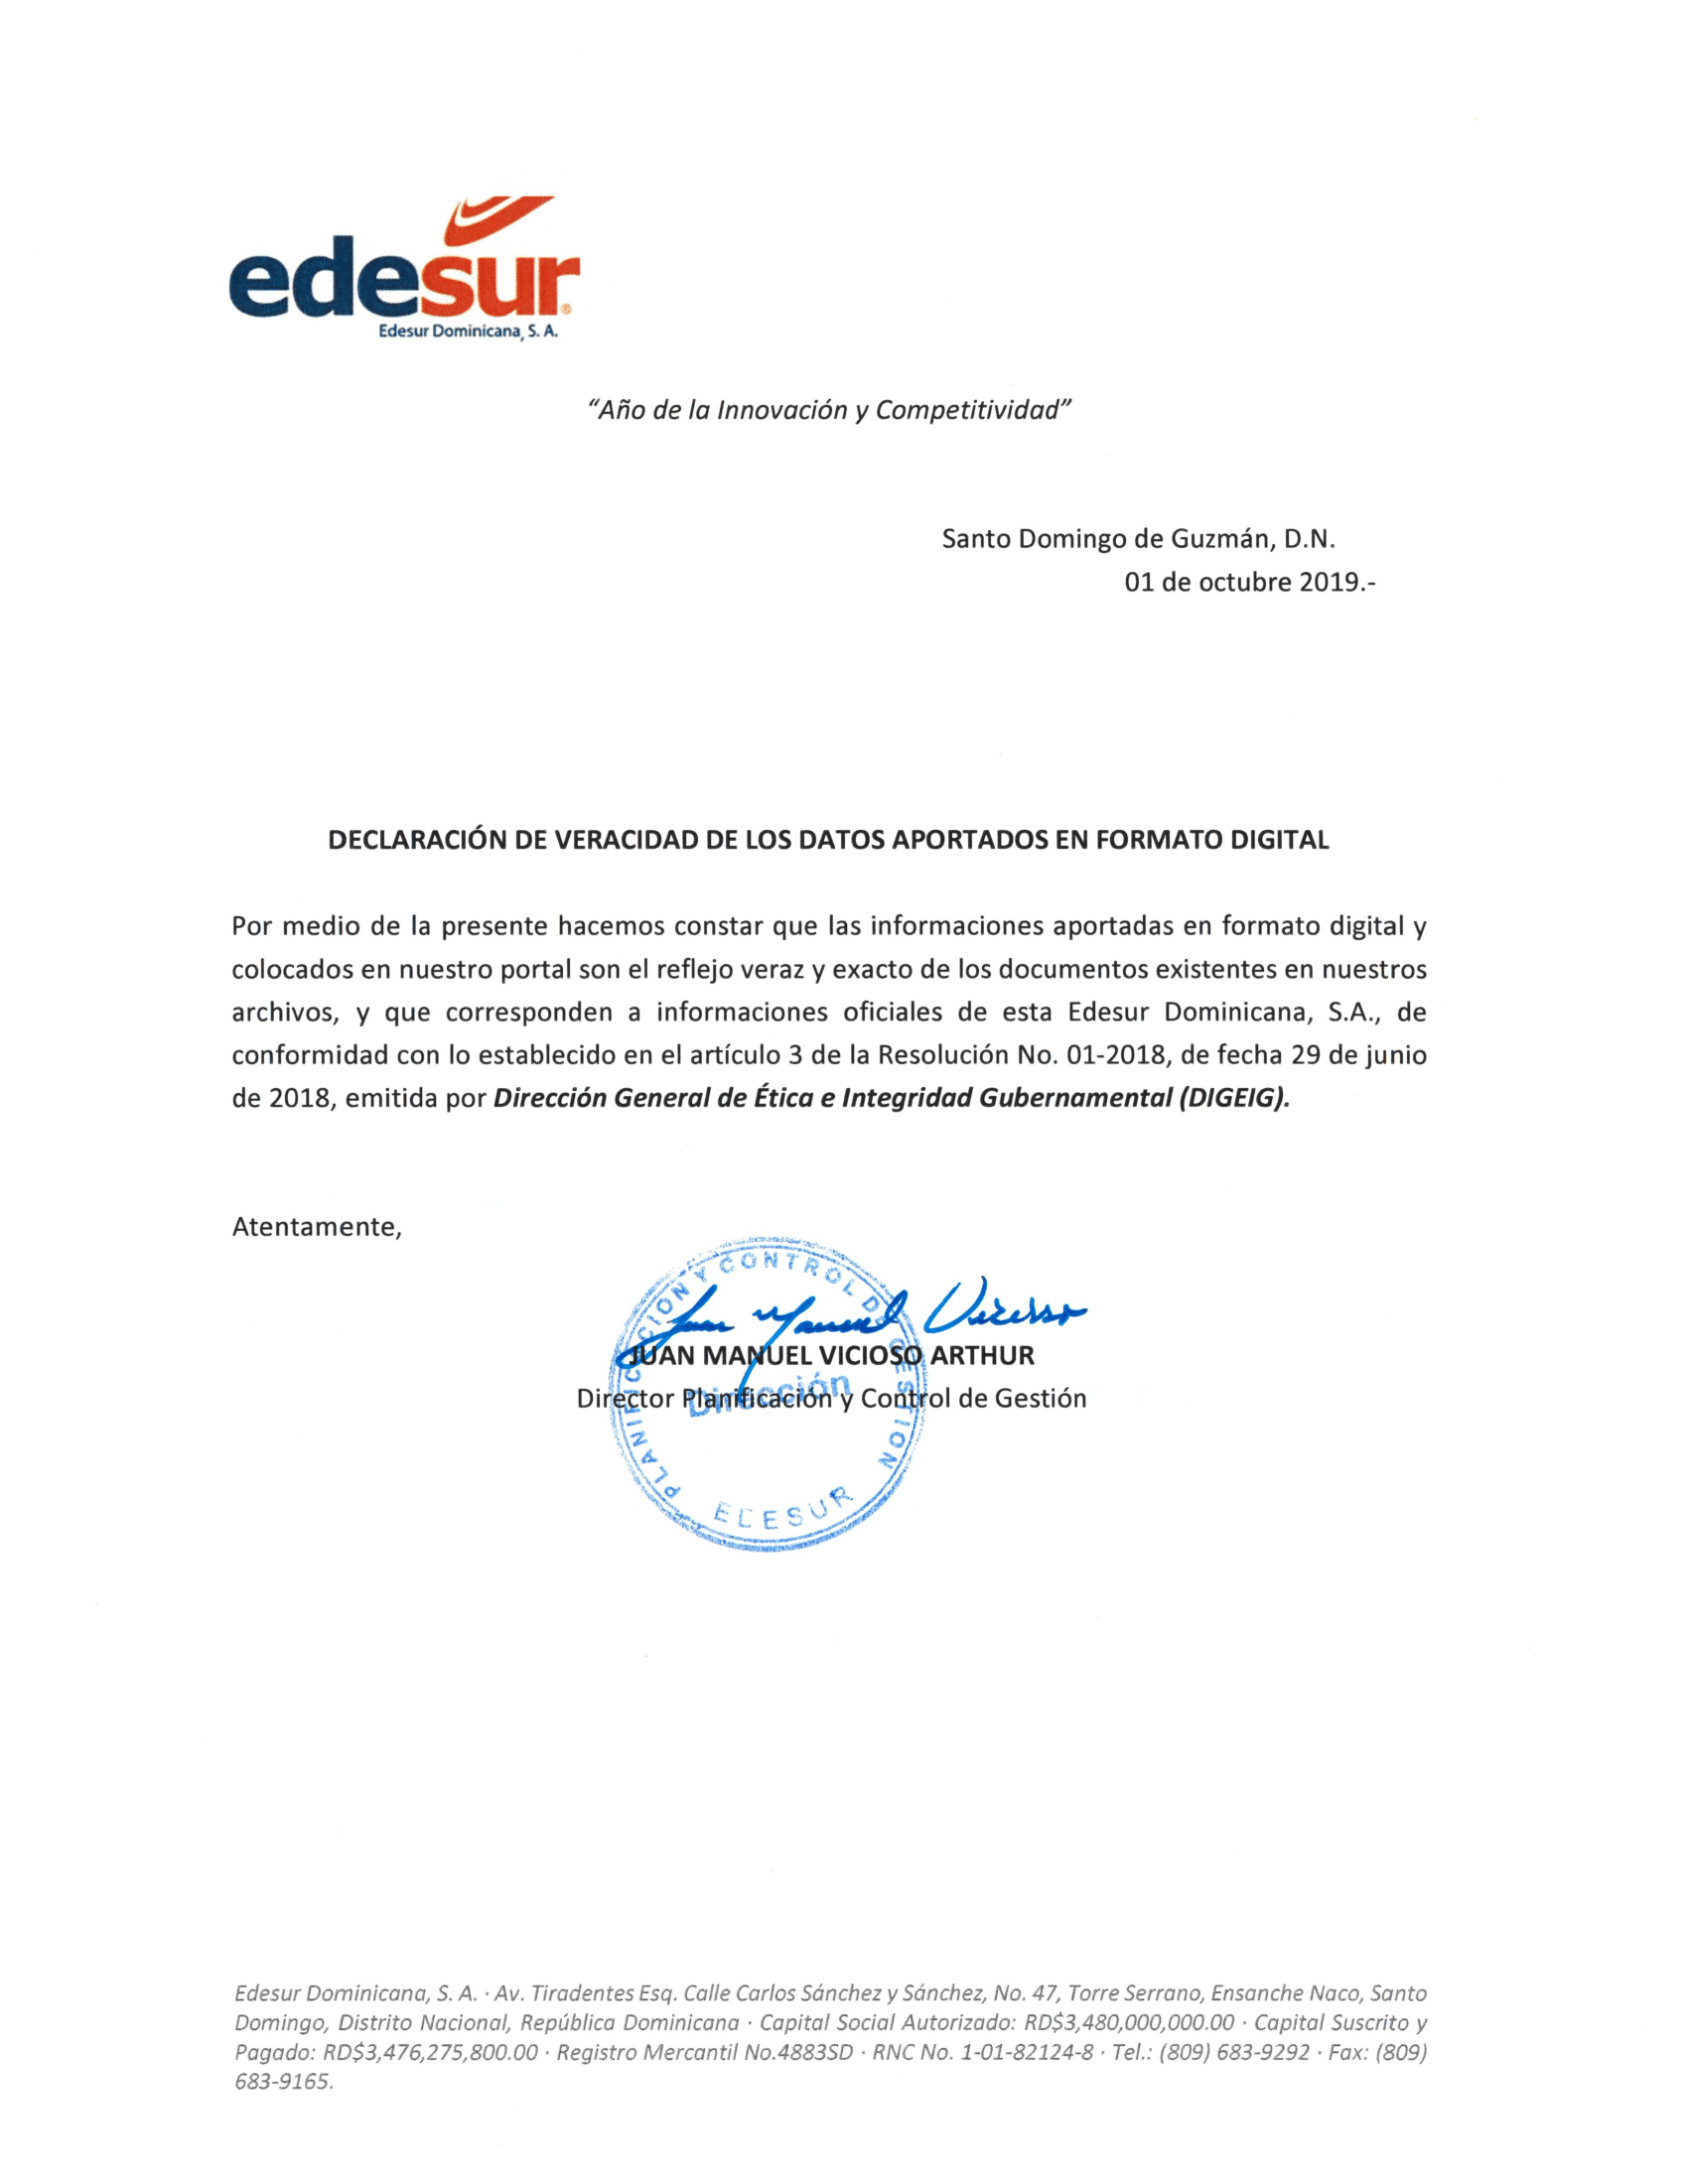 edesur
Edesur Dominicana, S. A.
“Año de la Innovación y Competitividad”
Santo Domingo de Guzmán, D.N.
01 de octubre 2019.-
DECLARACIÓN DE VERACIDAD DE LOS DATOS APORTADOS EN FORMATO DIGITAL
Por medio de la presente hacemos constar que las informaciones aportadas en formato digital y
colocados en nuestro portal son el reflejo veraz y exacto de los documentos existentes en nuestros
archivos, y que corresponden a informaciones oficiales de esta Edesur Dominicana, S.A., de
conformidad con lo establecido en el artículo 3 de la Resolución No. 01-2018, de fecha 29 de junio
de 2018, emitida por Dirección General de Ética e Integridad Gubernamental (DIGEIG).
Atentamente,
Juan Manuel Vicioso
JUAN MANUEL VICIOSO ARTHUR
Director Planificación y Control de Gestión
PLANIFICACION Y CONTROL DE GESTION
Dirección
EDESUR
Edesur Dominicana, S. A. · Av. Tiradentes Esq. Calle Carlos Sánchez y Sánchez, No. 47, Torre Serrano, Ensanche Naco, Santo
Domingo, Distrito Nacional, República Dominicana · Capital Social Autorizado: RD$3,480,000,000.00 · Capital Suscrito y
Pagado: RD$3,476,275,800.00 · Registro Mercantil No.4883SD · RNC No. 1-01-82124-8 · Tel.: (809) 683-9292 · Fax: (809)
683-9165.